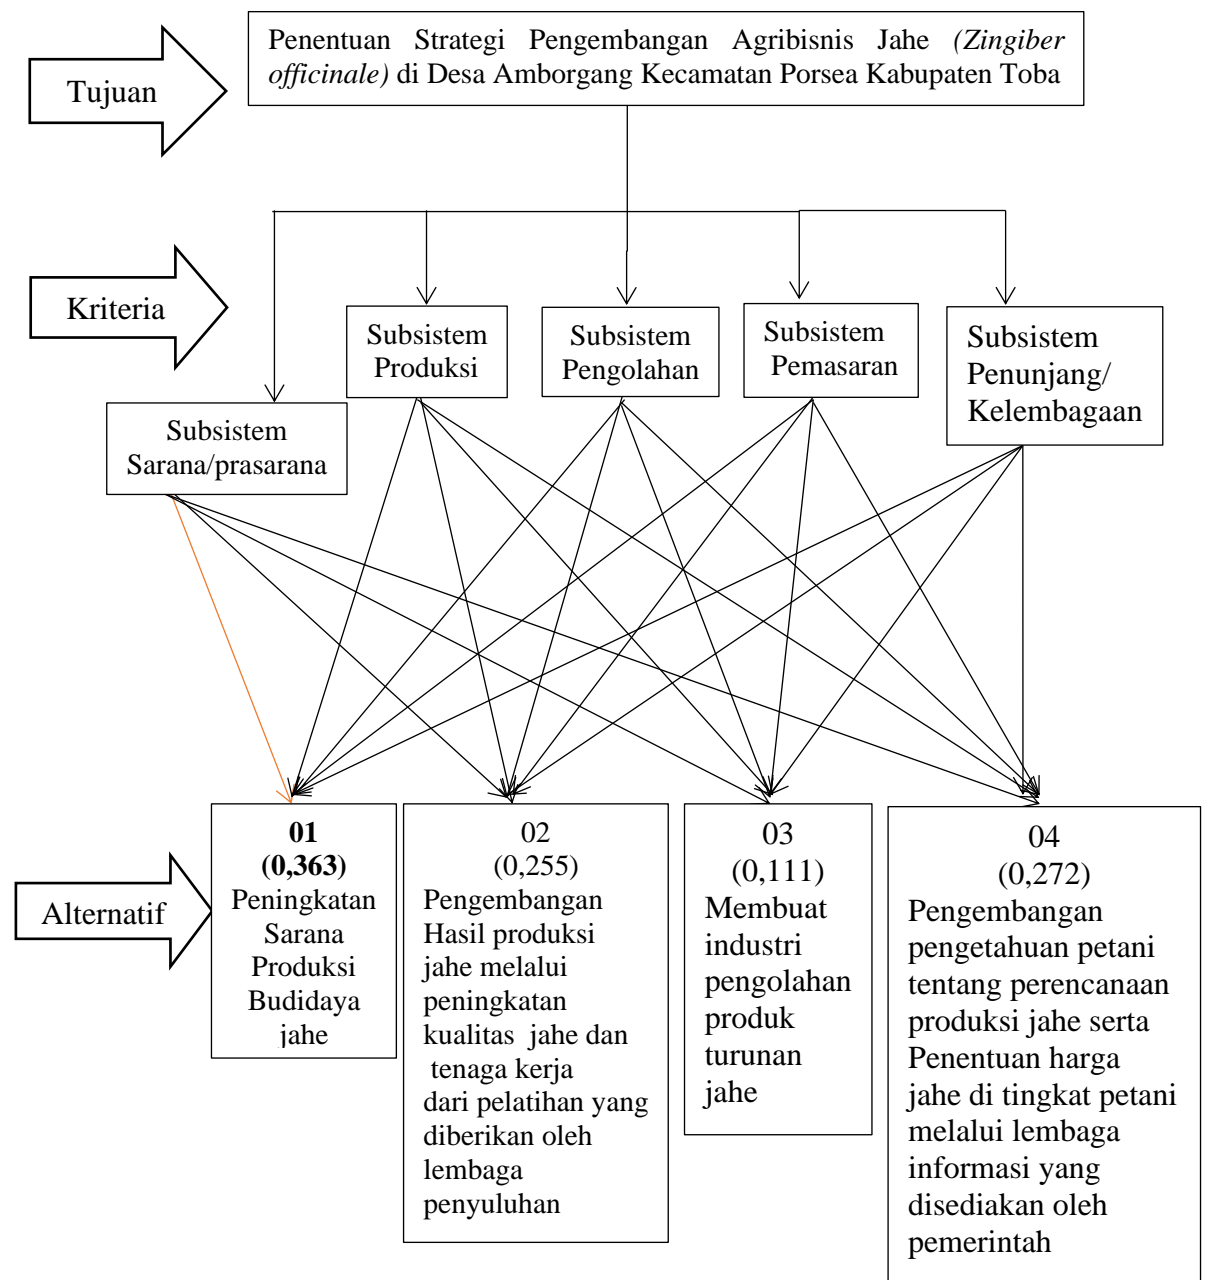 Penentuan Strategi Pengembangan Agribisnis Jahe (Zingiber
officinale) di Desa Amborgang Kecamatan Porsea Kabupaten Toba
Tujuan
Kriteria
Subsistem
Sarana/prasarana
Subsistem
Produksi
Subsistem
Pengolahan
Subsistem
Pemasaran
Subsistem
Penunjang/
Kelembagaan
Alternatif
01
(0,363)
Peningkatan
Sarana
Produksi
Budidaya
jahe
02
(0,255)
Pengembangan
Hasil produksi
jahe melalui
peningkatan
kualitas jahe dan
tenaga kerja
dari pelatihan yang
diberikan oleh
lembaga
penyuluhan
03
(0,111)
Membuat
industri
pengolahan
produk
turunan
jahe
04
(0,272)
Pengembangan
pengetahuan petani
tentang perencanaan
produksi jahe serta
Penentuan harga
jahe di tingkat petani
melalui lembaga
informasi yang
disediakan oleh
pemerintah